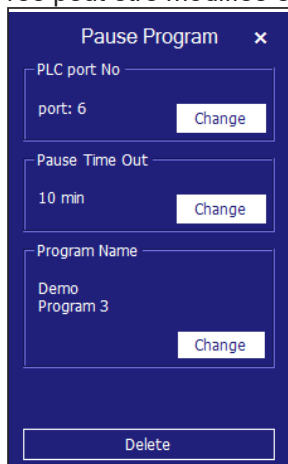 Pause Program ×
PLC port No
port: 6
Change
Pause Time Out
10 min
Change
Program Name
Demo
Program 3
Change
Delete